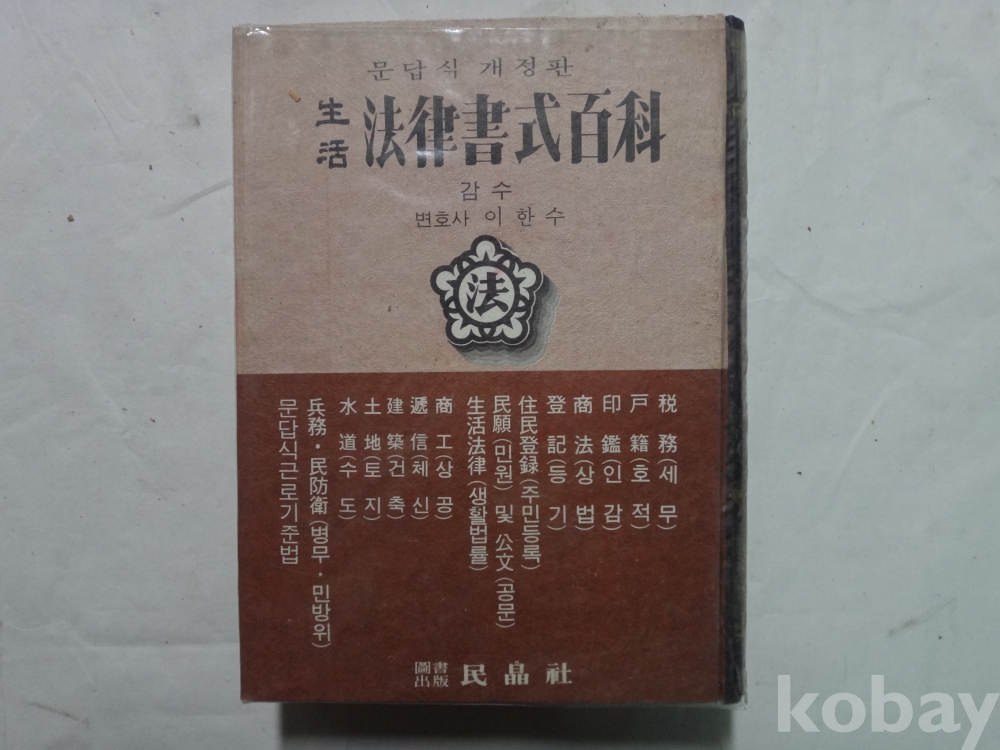 문답식 개정판
生活 法律書式百科
감수
변호사 이한수
法
税務(세무)
戸籍(호적)
印鑑(인감)
商法(상법)
登記(등기)
住民登録(주민등록)
民願(민원) 및 公文(공문)
生活法律(생활법률)
商工(상공)
遞信(체신)
建築(건축)
土地(토지)
水道(수도)
兵務·民防衛(병무·민방위)
문답식근로기준법
圖書出版 民晶社
kobay